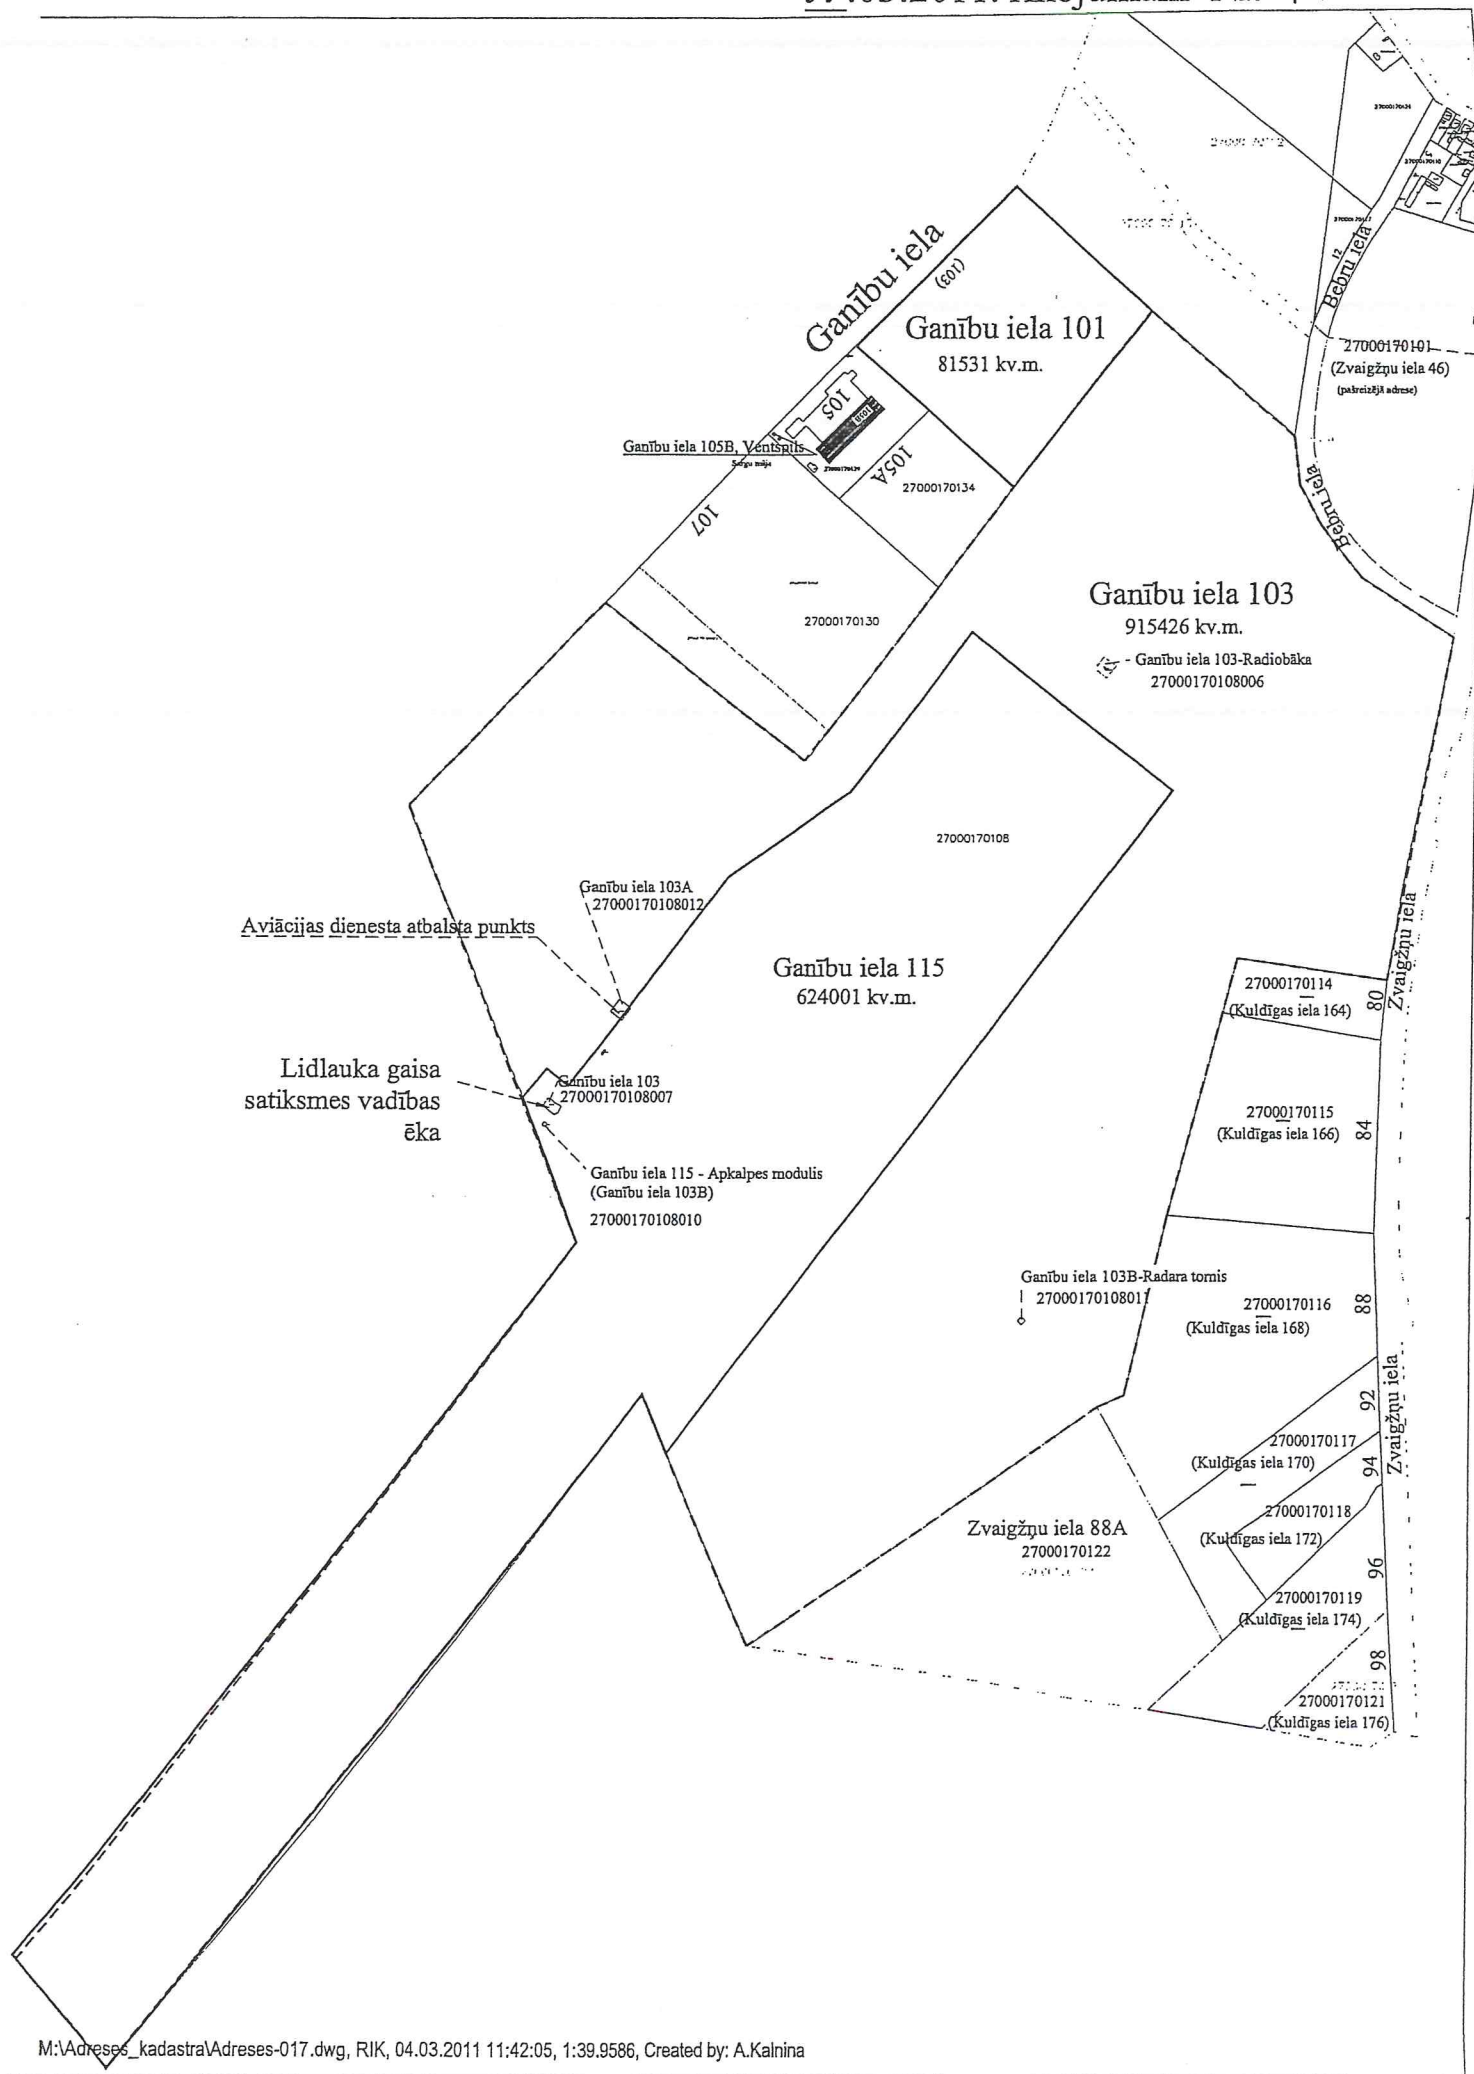 27000170124
27000170110
Bebru iela
12
Ganību iela
(103)
Ganību iela 101
81531 kv.m.
27000170101
(Zvaigžņu iela 46)
(pašreizējā adrese)
105
105B
Ganību iela 105B, Ventspils
Sargu māja
105A
27000170134
107
Bebru iela
Ganību iela 103
915426 kv.m.
- Ganību iela 103-Radiobāka
27000170108006
27000170130
27000170108
Ganību iela 103A
27000170108012
Aviācijas dienesta atbalsta punkts
Ganību iela 115
624001 kv.m.
Zvaigžņu iela
27000170114
(Kuldīgas iela 164)
80
Lidlauka gaisa
satiksmes vadības
ēka
Ganību iela 103
27000170108007
27000170115
(Kuldīgas iela 166)
84
Ganību iela 115 - Apkalpes modulis
(Ganību iela 103B)
27000170108010
Ganību iela 103B-Radara tornis
27000170108011
27000170116
(Kuldīgas iela 168)
88
Zvaigžņu iela
92
27000170117
(Kuldīgas iela 170)
94
27000170118
(Kuldīgas iela 172)
Zvaigžņu iela 88A
27000170122
96
27000170119
(Kuldīgas iela 174)
98
27000170121
(Kuldīgas iela 176)
M:\Adreses_kadastra\Adreses-017.dwg, RIK, 04.03.2011 11:42:05, 1:39.9586, Created by: A.Kalnina